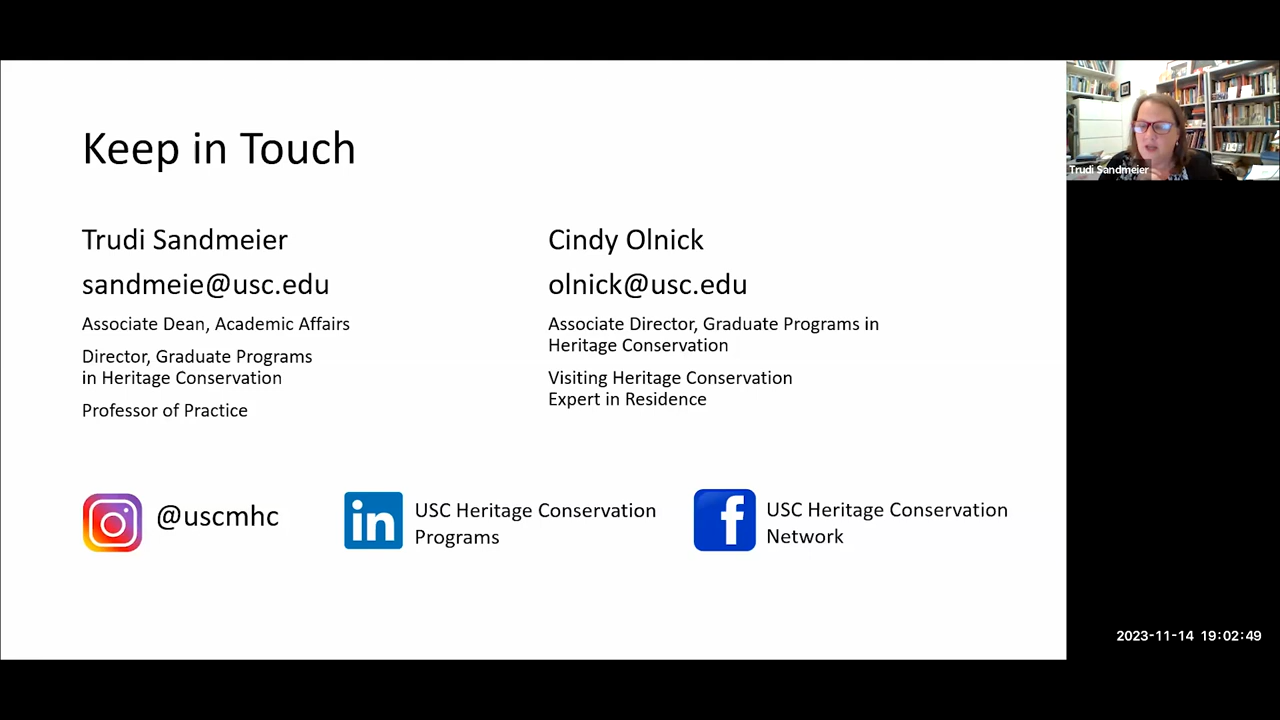 Keep in Touch
Trudi Sandmeier
sandmeie@usc.edu
Associate Dean, Academic Affairs
Director, Graduate Programs
in Heritage Conservation
Professor of Practice
Cindy Olnick
olnick@usc.edu
Associate Director, Graduate Programs in
Heritage Conservation
Visiting Heritage Conservation
Expert in Residence
@uscmhc
in
USC Heritage Conservation
Programs
f
USC Heritage Conservation
Network
Trudi Sandmeier
2023-11-14 19:02:49